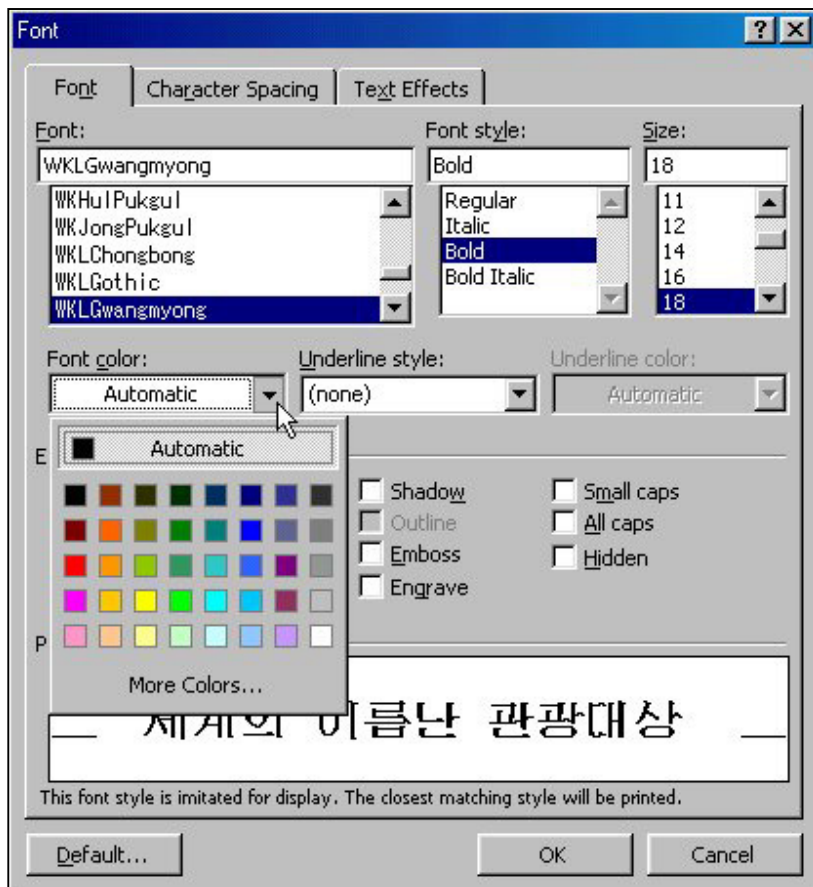 Font
Font Character Spacing Text Effects
Font: Font style: Size:
WKLGwangmyong Bold 18
WKHulPukgul Regular 11
WKJongPukgul Italic 12
WKLChongbong Bold 14
WKLGothic Bold Italic 16
WKLGwangmyong 18
Font color: Underline style: Underline color:
Automatic (none) Automatic
Automatic
E
Shadow Small caps
Outline All caps
Emboss Hidden
Engrave
P
More Colors...
세계의 이름난 관광대상
This font style is imitated for display. The closest matching style will be printed.
Default... OK Cancel